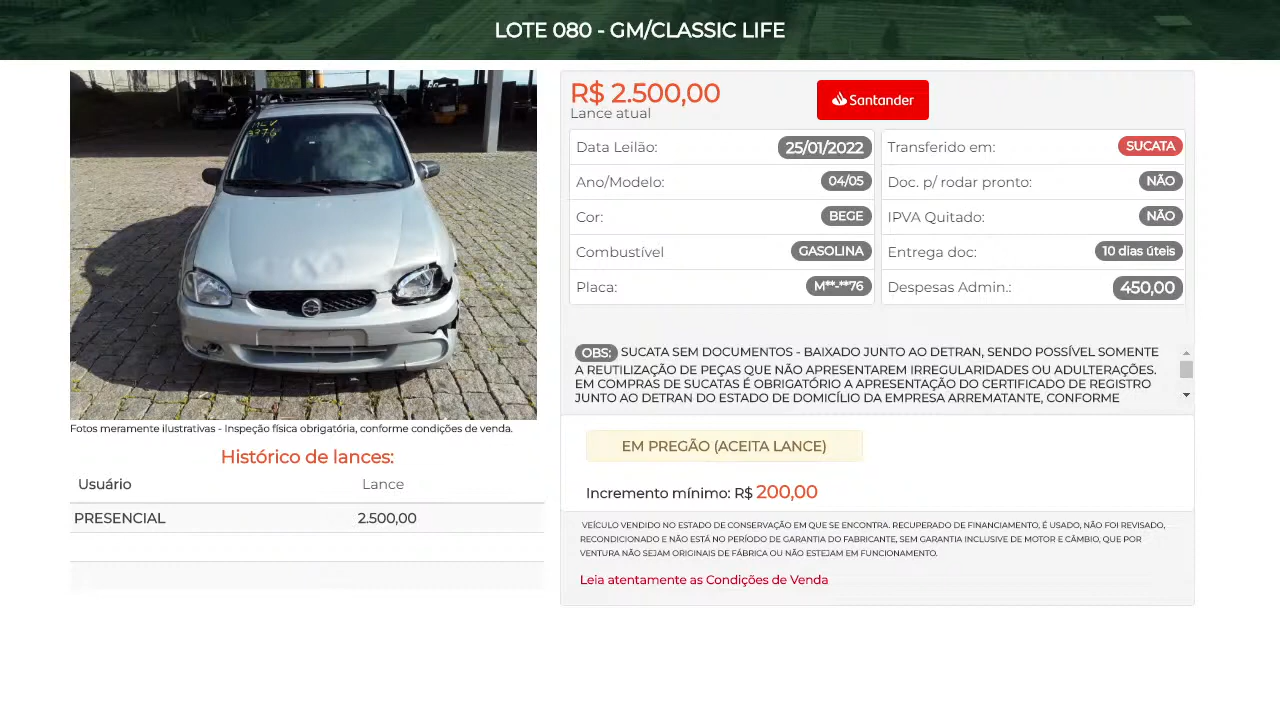 LOTE 080 - GM/CLASSIC LIFE
R$ 2.500,00
Lance atual
Santander
Data Leilão: 25/01/2022
Ano/Modelo: 04/05
Cor: BEGE
Combustível GASOLINA
Placa: M**-**76
Transferido em: SUCATA
Doc. p/ rodar pronto: NÃO
IPVA Quitado: NÃO
Entrega doc: 10 dias úteis
Despesas Admin.: 450,00
OBS: SUCATA SEM DOCUMENTOS - BAIXADO JUNTO AO DETRAN, SENDO POSSÍVEL SOMENTE
A REUTILIZAÇÃO DE PEÇAS QUE NÃO APRESENTAREM IRREGULARIDADES OU ADULTERAÇÕES.
EM COMPRAS DE SUCATAS É OBRIGATÓRIO A APRESENTAÇÃO DO CERTIFICADO DE REGISTRO
JUNTO AO DETRAN DO ESTADO DE DOMICÍLIO DA EMPRESA ARREMATANTE, CONFORME
EM PREGÃO (ACEITA LANCE)
Incremento mínimo: R$ 200,00
VEÍCULO VENDIDO NO ESTADO DE CONSERVAÇÃO EM QUE SE ENCONTRA. RECUPERADO DE FINANCIAMENTO, É USADO, NÃO FOI REVISADO,
RECONDICIONADO E NÃO ESTÁ NO PERÍODO DE GARANTIA DO FABRICANTE, SEM GARANTIA INCLUSIVE DE MOTOR E CÂMBIO, QUE POR
VENTURA NÃO SEJAM ORIGINAIS DE FÁBRICA OU NÃO ESTEJAM EM FUNCIONAMENTO.
Leia atentamente as Condições de Venda
Fotos meramente ilustrativas - Inspeção física obrigatória, conforme condições de venda.
Histórico de lances:
Usuário Lance
PRESENCIAL 2.500,00